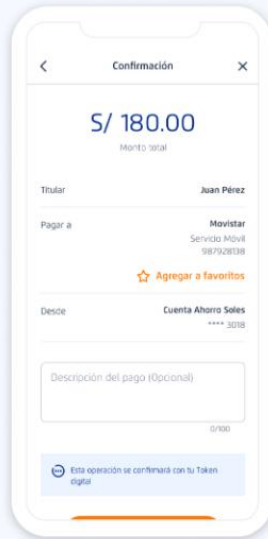 Confirmación
S/ 180.00
Monto total
Titular
Juan Pérez
Pagar a
Movistar
Servicio Móvil
987928138
Agregar a favoritos
Desde
Cuenta Ahorro Soles
**** 3018
Descripción del pago (Opcional)
0/100
Esta operación se confirmará con tu Token
digital